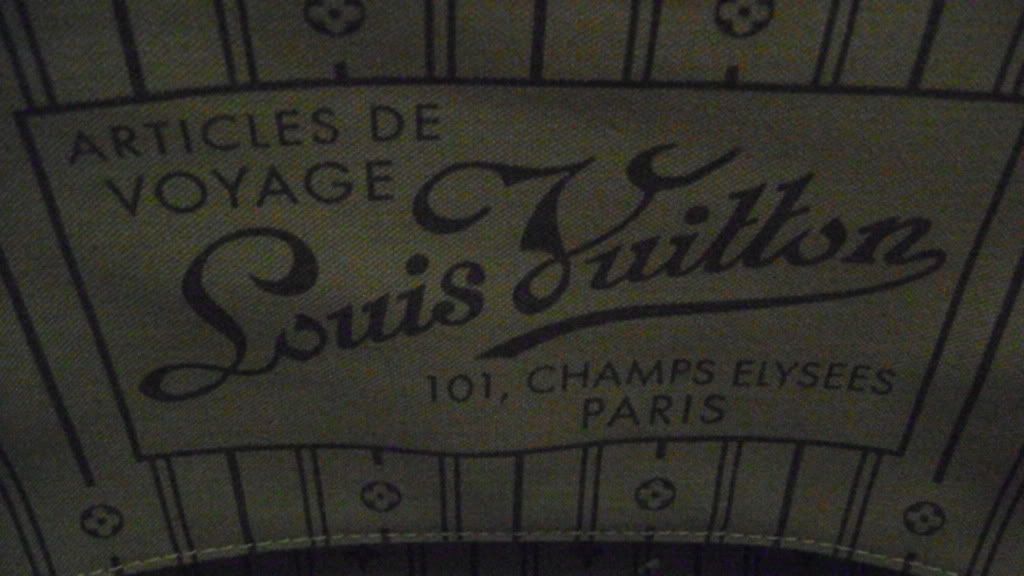 ARTICLES DE
VOYAGE
Louis Vuitton
101, CHAMPS ELYSEES
PARIS